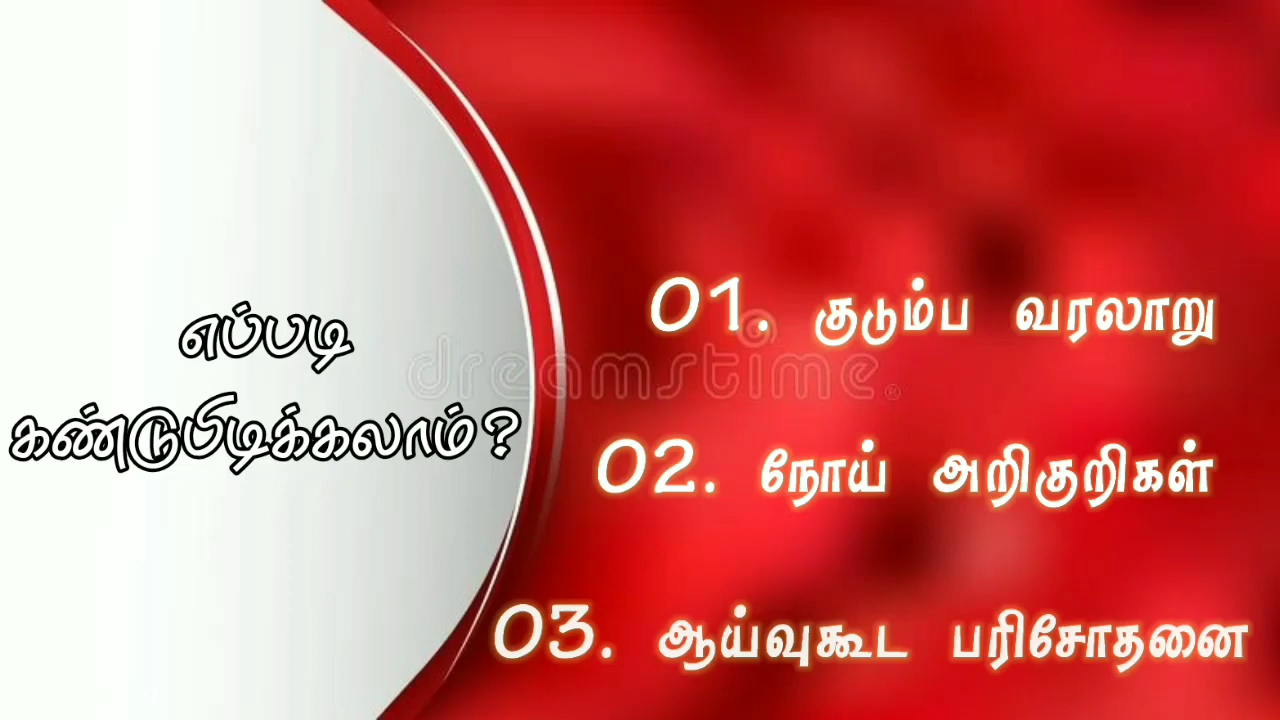 எப்படி
கண்டுபிடிக்கலாம்?
01. குடும்ப வரலாறு
dreamstime
02. நோய் அறிகுறிகள்
03. ஆய்வுகூட பரிசோதனை